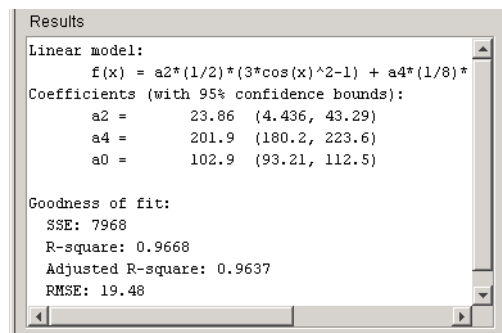 Results
Linear model:
f(x) = a2*(1/2)*(3*cos(x)^2-1) + a4*(1/8)*
Coefficients (with 95% confidence bounds):
a2 = 23.86 (4.436, 43.29)
a4 = 201.9 (180.2, 223.6)
a0 = 102.9 (93.21, 112.5)
Goodness of fit:
SSE: 7968
R-square: 0.9668
Adjusted R-square: 0.9637
RMSE: 19.48